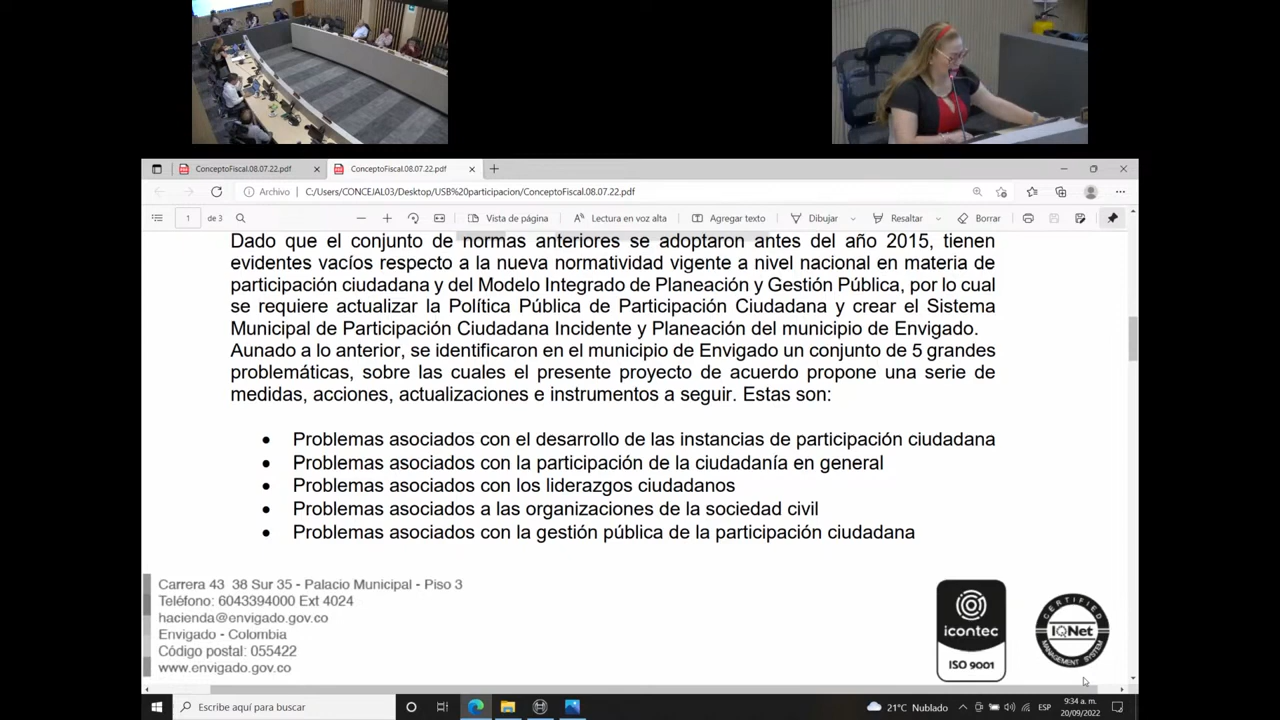 ConceptoFiscal.08.07.22.pdf
ConceptoFiscal.08.07.22.pdf
Archivo
C:/Users/CONCEJAL03/Desktop/USB%20participacion/ConceptoFiscal.08.07.22.pdf
1 de 3
Vista de página
Lectura en voz alta
Agregar texto
Dibujar
Resaltar
Borrar
Dado que el conjunto de normas anteriores se adoptaron antes del año 2015, tienen
evidentes vacíos respecto a la nueva normatividad vigente a nivel nacional en materia de
participación ciudadana y del Modelo Integrado de Planeación y Gestión Pública, por lo cual
se requiere actualizar la Política Pública de Participación Ciudadana y crear el Sistema
Municipal de Participación Ciudadana Incidente y Planeación del municipio de Envigado.
Aunado a lo anterior, se identificaron en el municipio de Envigado un conjunto de 5 grandes
problemáticas, sobre las cuales el presente proyecto de acuerdo propone una serie de
medidas, acciones, actualizaciones e instrumentos a seguir. Estas son:
• Problemas asociados con el desarrollo de las instancias de participación ciudadana
• Problemas asociados con la participación de la ciudadanía en general
• Problemas asociados con los liderazgos ciudadanos
• Problemas asociados a las organizaciones de la sociedad civil
• Problemas asociados con la gestión pública de la participación ciudadana
Carrera 43 38 Sur 35 - Palacio Municipal - Piso 3
Teléfono: 6043394000 Ext 4024
hacienda@envigado.gov.co
Envigado - Colombia
Código postal: 055422
www.envigado.gov.co
icontec
ISO 9001
CERTIFIED
IQNet
MANAGEMENT SYSTEM
Escribe aquí para buscar
21°C Nublado
ESP
9:34 a. m.
20/09/2022